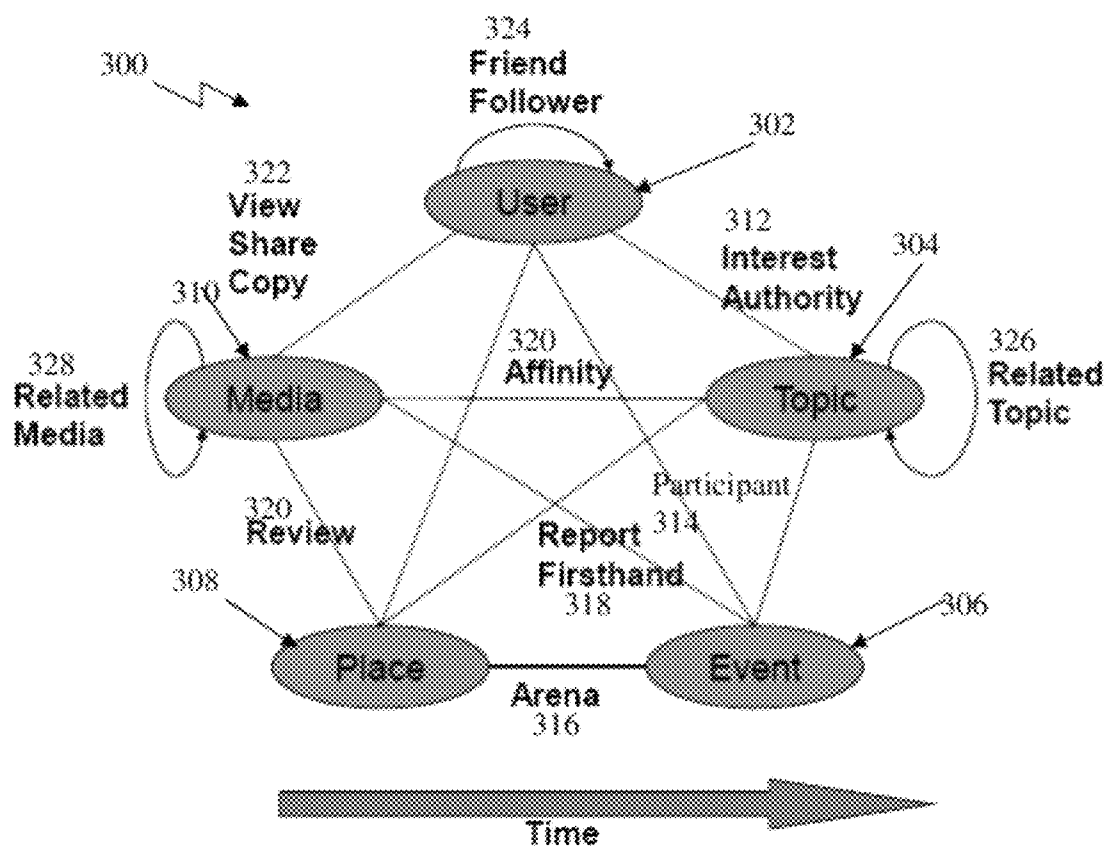 324
Friend
Follower
300
302
User
322
View
Share
Copy
312
Interest
Authority
304
310
328
Related
Media
Media
320
Affinity
Topic
326
Related
Topic
320
Review
Participant
314
Report
Firsthand
318
308
306
Place
Event
Arena
316
Time